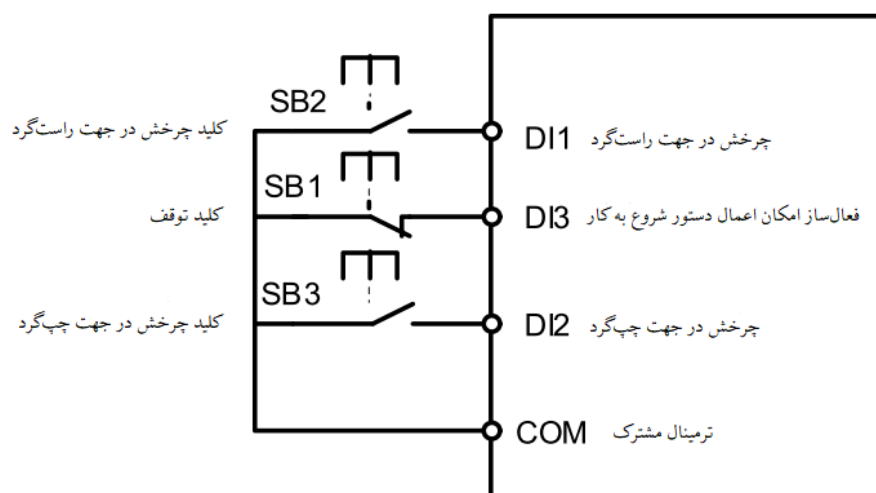 SB2
کلید چرخش در جهت راست‌گرد
DI1 چرخش در جهت راست‌گرد
SB1
کلید توقف
DI3 فعال‌ساز امکان اعمال دستور شروع به کار
SB3
کلید چرخش در جهت چپ‌گرد
DI2 چرخش در جهت چپ‌گرد
COM ترمینال مشترک